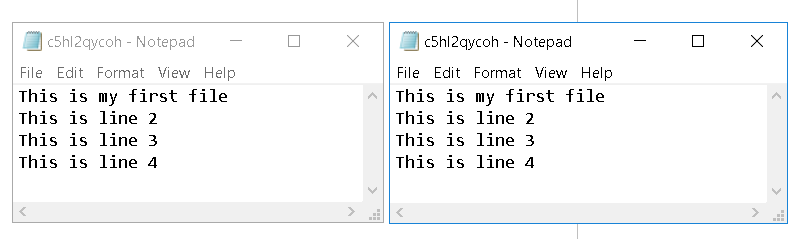 c5hl2qycoh - Notepad
File Edit Format View Help
This is my first file
This is line 2
This is line 3
This is line 4
c5hl2qycoh - Notepad
File Edit Format View Help
This is my first file
This is line 2
This is line 3
This is line 4